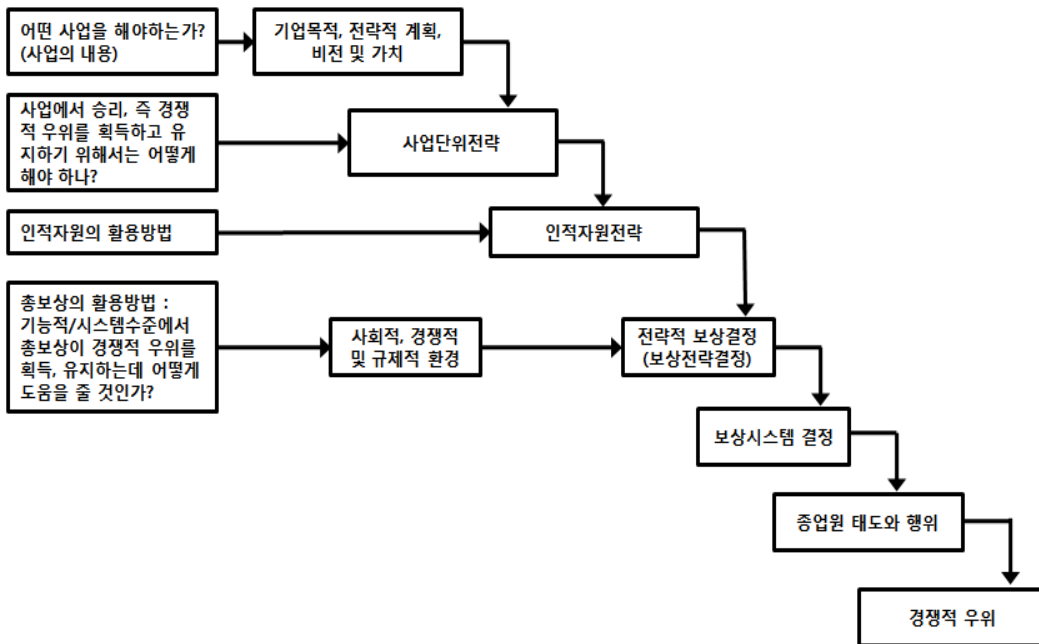 어떤 사업을 해야하는가?
(사업의 내용)
기업목적, 전략적 계획,
비전 및 가치
사업에서 승리, 즉 경쟁
적 우위를 획득하고 유
지하기 위해서는 어떻게
해야 하나?
사업단위전략
인적자원의 활용방법
인적자원전략
총보상의 활용방법 :
기능적/시스템수준에서
총보상이 경쟁적 우위를
획득, 유지하는데 어떻게
도움을 줄 것인가?
사회적, 경쟁적
및 규제적 환경
전략적 보상결정
(보상전략결정)
보상시스템 결정
종업원 태도와 행위
경쟁적 우위